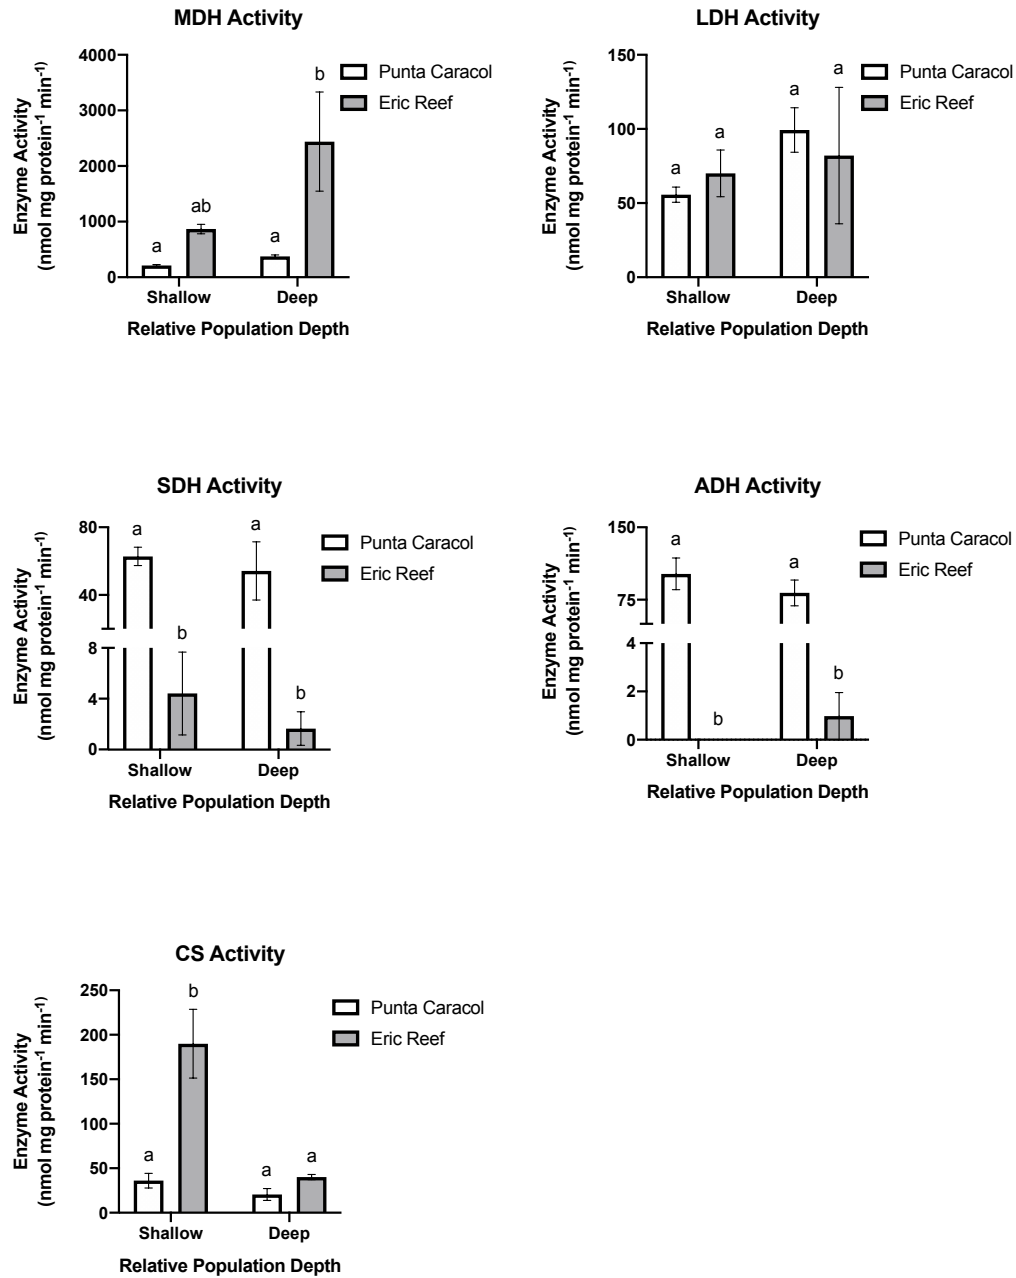 MDH Activity
4000
3000
2000
1000
0
Enzyme Activity
(nmol mg protein⁻¹ min⁻¹)
a
ab
a
b
Punta Caracol
Eric Reef
Shallow
Deep
Relative Population Depth
LDH Activity
150
100
50
0
Enzyme Activity
(nmol mg protein⁻¹ min⁻¹)
a
a
a
a
Punta Caracol
Eric Reef
Shallow
Deep
Relative Population Depth
SDH Activity
80
40
8
4
0
Enzyme Activity
(nmol mg protein⁻¹ min⁻¹)
a
b
a
b
Punta Caracol
Eric Reef
Shallow
Deep
Relative Population Depth
ADH Activity
150
75
4
2
0
Enzyme Activity
(nmol mg protein⁻¹ min⁻¹)
a
b
a
b
Punta Caracol
Eric Reef
Shallow
Deep
Relative Population Depth
CS Activity
250
200
150
100
50
0
Enzyme Activity
(nmol mg protein⁻¹ min⁻¹)
a
b
a
a
Punta Caracol
Eric Reef
Shallow
Deep
Relative Population Depth